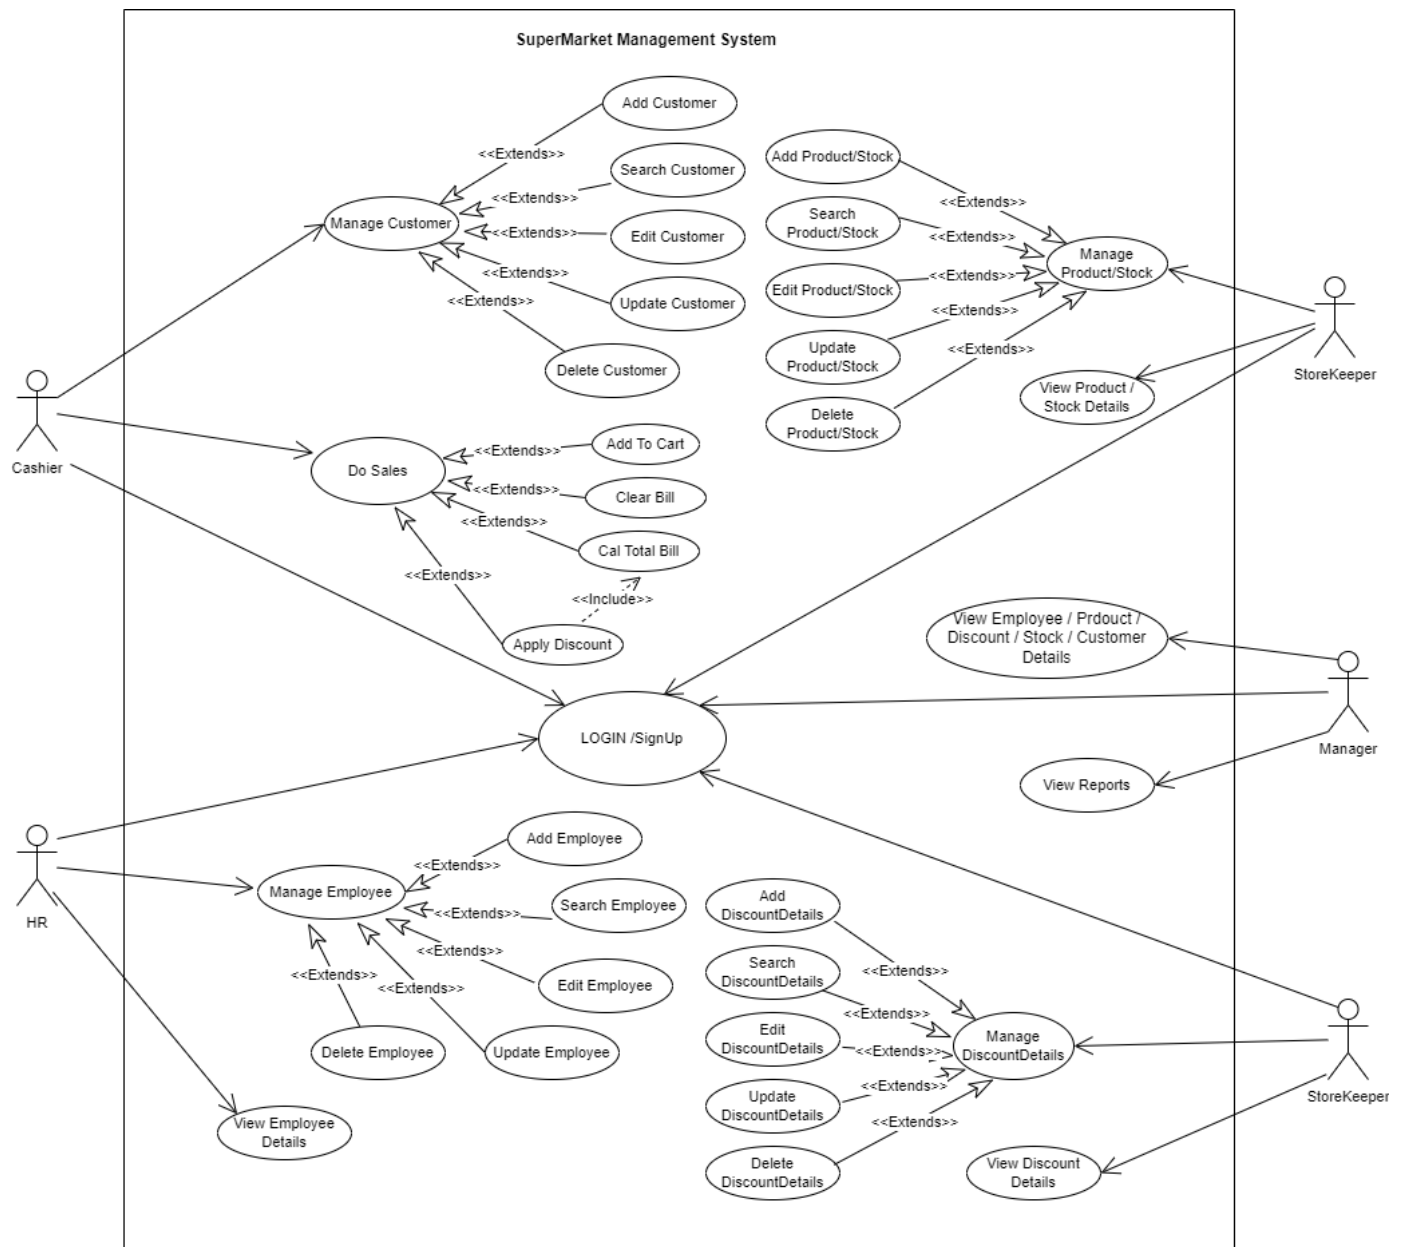 SuperMarket Management System
Add Customer
<<Extends>>
Search Customer
<<Extends>>
Manage Customer
<<Extends>>
Edit Customer
<<Extends>>
Update Customer
<<Extends>>
Delete Customer
Add Product/Stock
<<Extends>>
Search
Product/Stock
<<Extends>>
Manage
Product/Stock
Edit Product/Stock
<<Extends>>
<<Extends>>
Update
Product/Stock
<<Extends>>
Delete
Product/Stock
View Product /
Stock Details
StoreKeeper
Cashier
Do Sales
<<Extends>>
Add To Cart
<<Extends>>
Clear Bill
<<Extends>>
Cal Total Bill
<<Extends>>
<<Include>>
Apply Discount
View Employee / Prdouct /
Discount / Stock / Customer
Details
Manager
LOGIN /SignUp
View Reports
HR
Add Employee
<<Extends>>
Manage Employee
<<Extends>>
Search Employee
<<Extends>>
Edit Employee
<<Extends>>
<<Extends>>
Delete Employee
Update Employee
View Employee
Details
Add
DiscountDetails
<<Extends>>
Search
DiscountDetails
<<Extends>>
Edit
DiscountDetails
<<Extends>>
Manage
DiscountDetails
Update
DiscountDetails
<<Extends>>
<<Extends>>
Delete
DiscountDetails
View Discount
Details
StoreKeeper